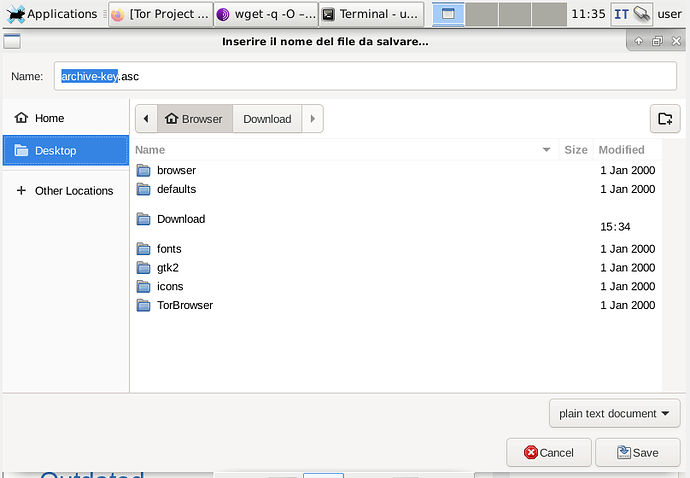 Applications [Tor Project ... wget -q -O –... Terminal - u... 11:35 IT user
Inserire il nome del file da salvare...
Name: archive-key.asc
Home Browser Download
Desktop
Other Locations
Name Size Modified
browser 1 Jan 2000
defaults 1 Jan 2000
Download 15:34
fonts 1 Jan 2000
gtk2 1 Jan 2000
icons 1 Jan 2000
TorBrowser 1 Jan 2000
plain text document
Cancel Save
Outdated